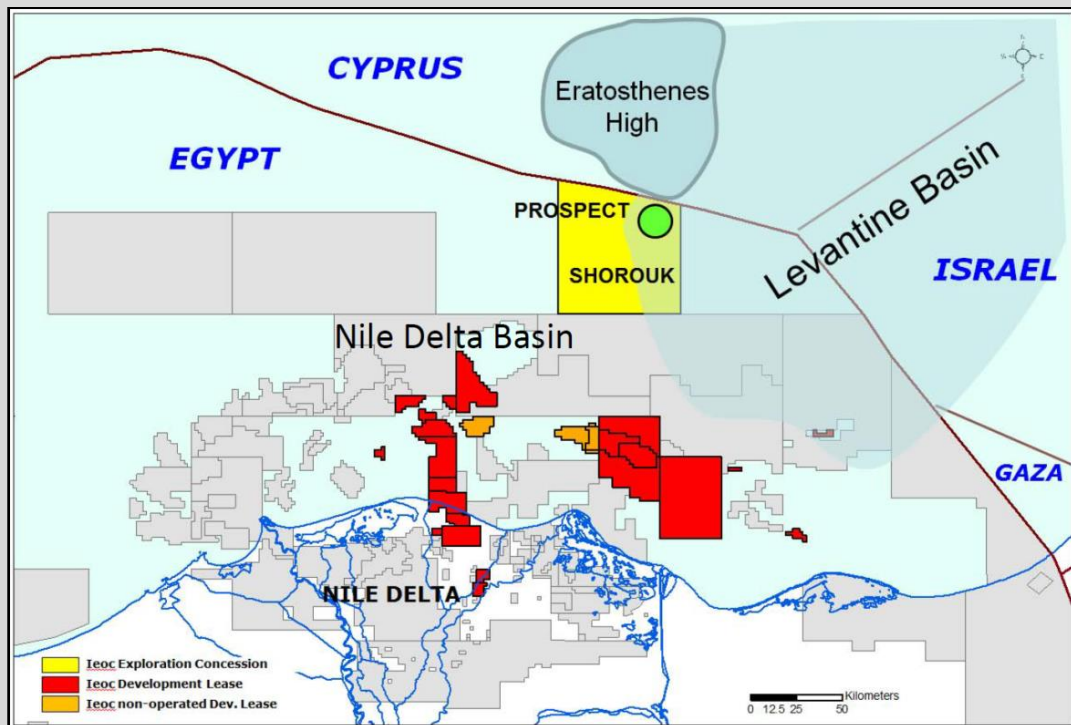 CYPRUS
Eratosthenes
High
EGYPT
Levantine Basin
PROSPECT
SHOROUK
ISRAEL
Nile Delta Basin
GAZA
NILE DELTA
Ieoc Exploration Concession
Ieoc Development Lease
Ieoc non-operated Dev. Lease
Kilometers
0 12.5 25 50